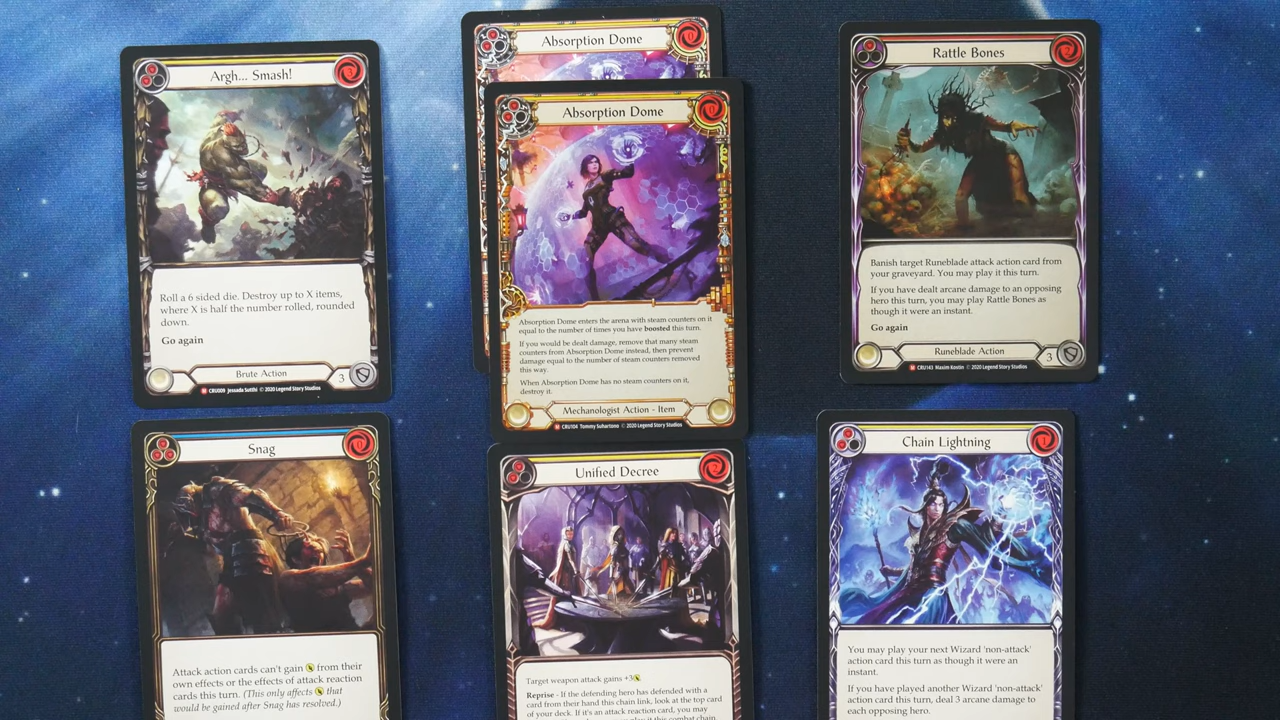 Argh... Smash!
Roll a 6 sided die. Destroy up to X items,
where X is half the number rolled, rounded
down.
Go again
Brute Action
3
CRU009 Jessada Sutthi © 2020 Legend Story Studios
Absorption Dome
Absorption Dome
0
Absorption Dome enters the arena with steam counters on it
equal to the number of times you have boosted this turn.
If you would be dealt damage, remove that many steam
counters from Absorption Dome instead, then prevent
damage equal to the number of steam counters removed
this way.
When Absorption Dome has no steam counters on it,
destroy it.
Mechanologist Action - Item
M CRU104 Tommy Suhartono © 2020 Legend Story Studios
Rattle Bones
2
Banish target Runeblade attack action card from
your graveyard. You may play it this turn.
If you have dealt arcane damage to an opposing
hero this turn, you may play Rattle Bones as
though it were an instant.
Go again
Runeblade Action
3
M CRU143 Maxim Kostin © 2020 Legend Story Studios
Snag
0
Attack action cards can't gain from their
own effects or the effects of attack reaction
cards this turn. (This only affects that
would be gained after Snag has resolved.)
Unified Decree
1
Target weapon attack gains +3
Reprise - If the defending hero has defended with a
card from their hand this chain link, look at the top card
of your deck. If it's an attack reaction card, you may
play it this combat chain
Chain Lightning
1
You may play your next Wizard 'non-attack'
action card this turn as though it were an
instant.
If you have played another Wizard 'non-attack'
action card this turn, deal 3 arcane damage to
each opposing hero.